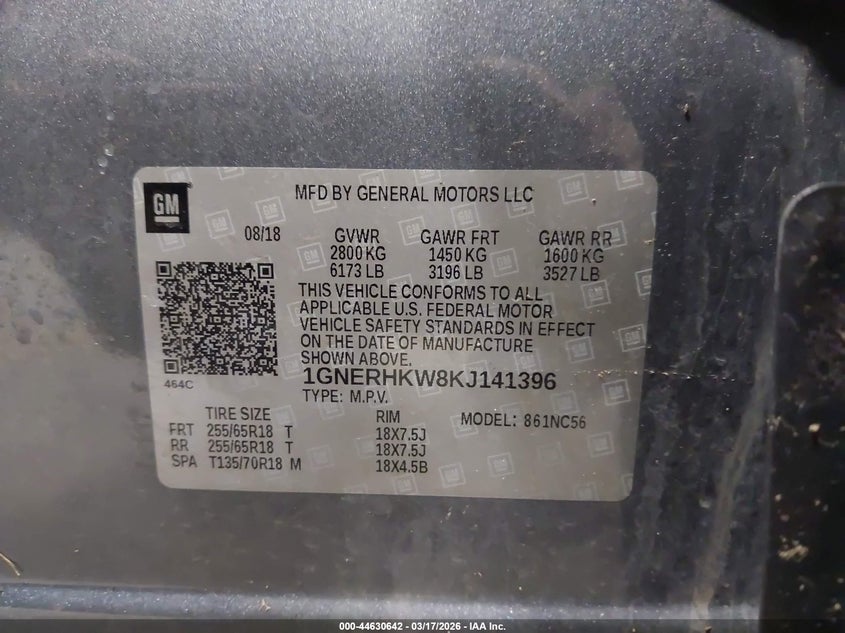 GM
MFD BY GENERAL MOTORS LLC
08/18 GVWR GAWR FRT GAWR RR
2800 KG 1450 KG 1600 KG
6173 LB 3196 LB 3527 LB
THIS VEHICLE CONFORMS TO ALL
APPLICABLE U.S. FEDERAL MOTOR
VEHICLE SAFETY STANDARDS IN EFFECT
ON THE DATE OF MANUFACTURE
SHOWN ABOVE.
464C
1GNERHKW8KJ141396
TYPE: M.P.V.
TIRE SIZE RIM MODEL: 861NC56
FRT 255/65R18 T 18X7.5J
RR 255/65R18 T 18X7.5J
SPA T135/70R18 M 18X4.5B
000-44630642 - 03/17/2026 - IAA Inc.